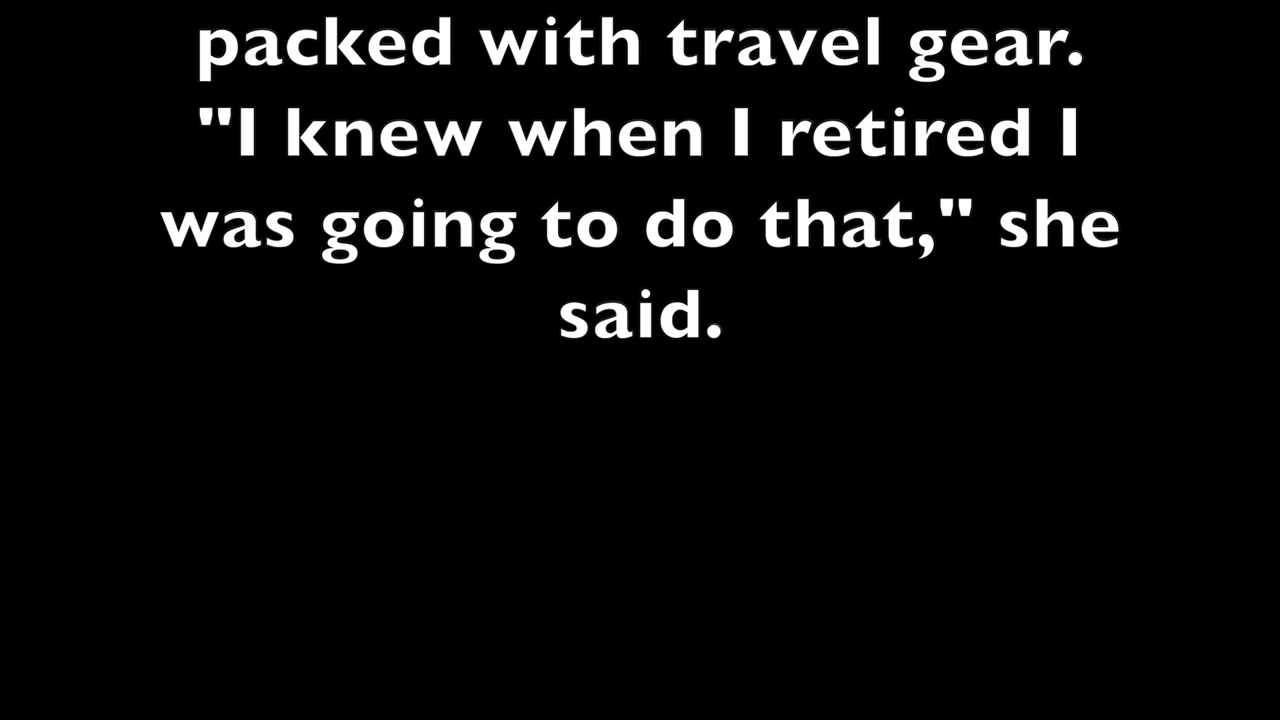 packed with travel gear.
"I knew when I retired I
was going to do that," she
said.